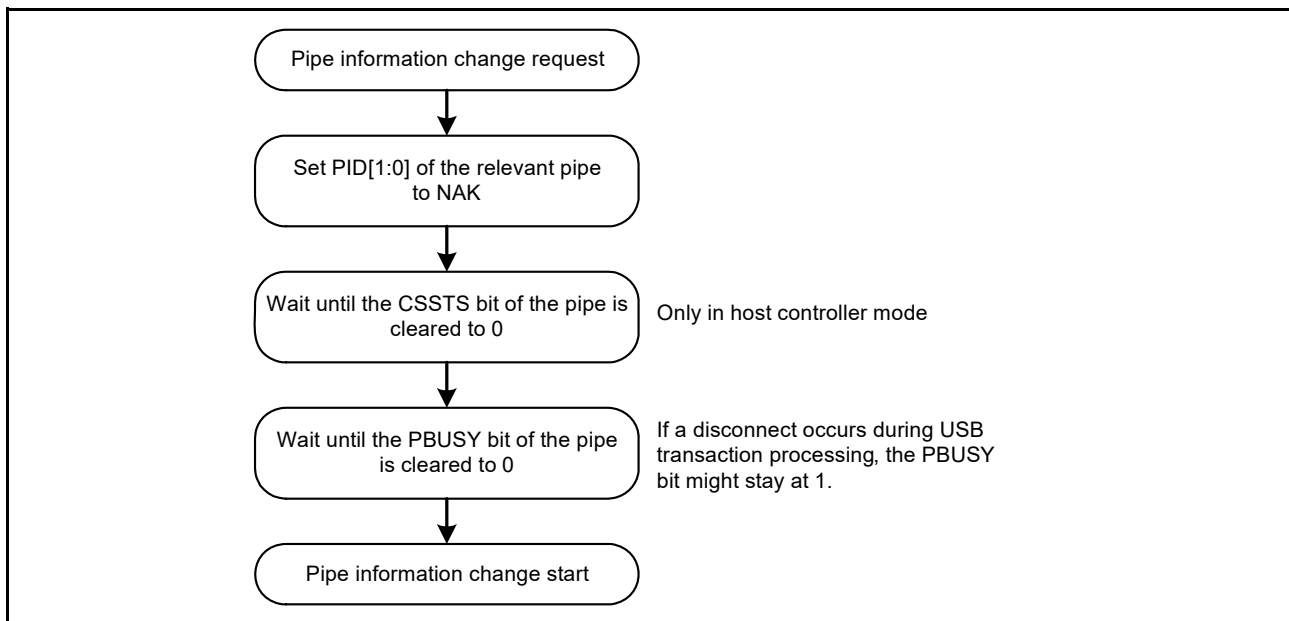 Pipe information change request
Set PID[1:0] of the relevant pipe
to NAK
Wait until the CSSTS bit of the pipe is
cleared to 0
Only in host controller mode
Wait until the PBUSY bit of the pipe
is cleared to 0
If a disconnect occurs during USB
transaction processing, the PBUSY
bit might stay at 1.
Pipe information change start